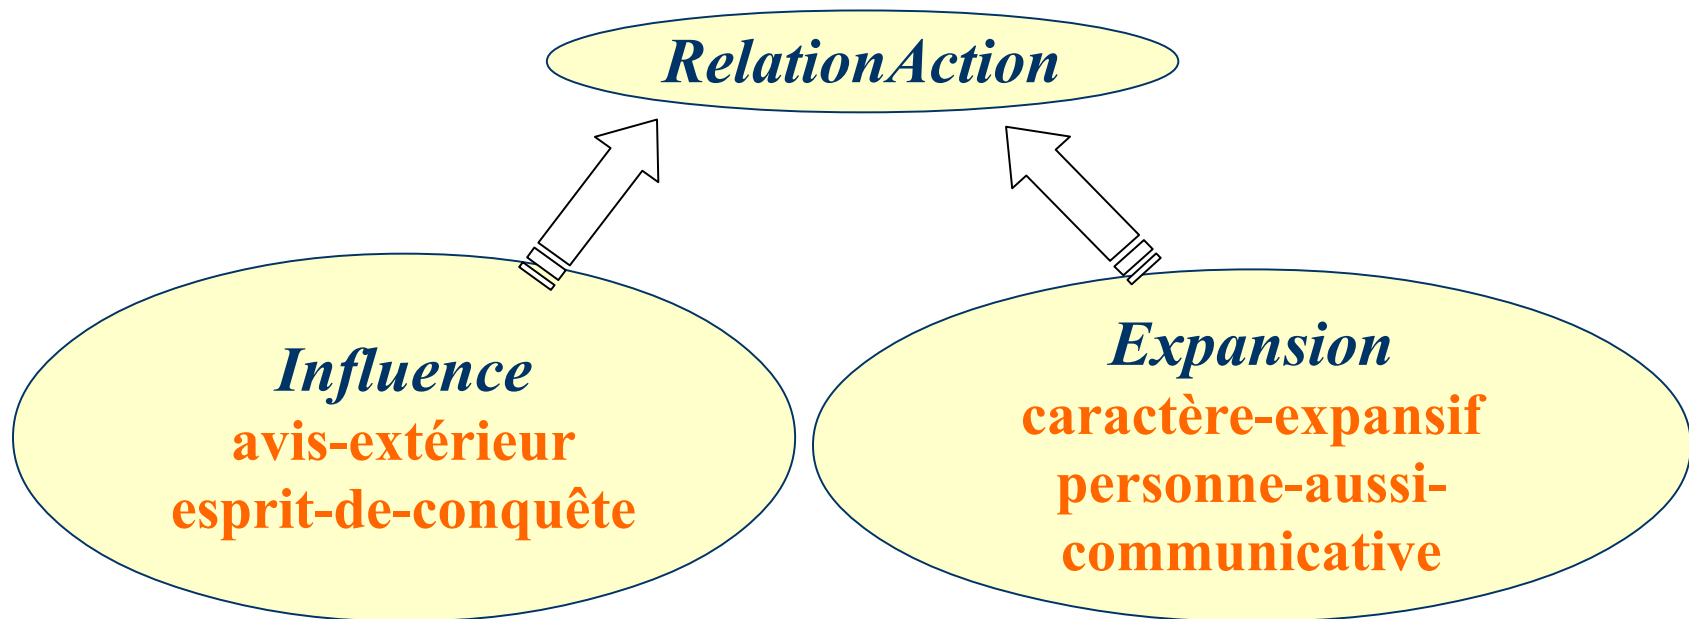 RelationAction
Influence
avis-extérieur
esprit-de-conquête
Expansion
caractère-expansif
personne-aussi-
communicative